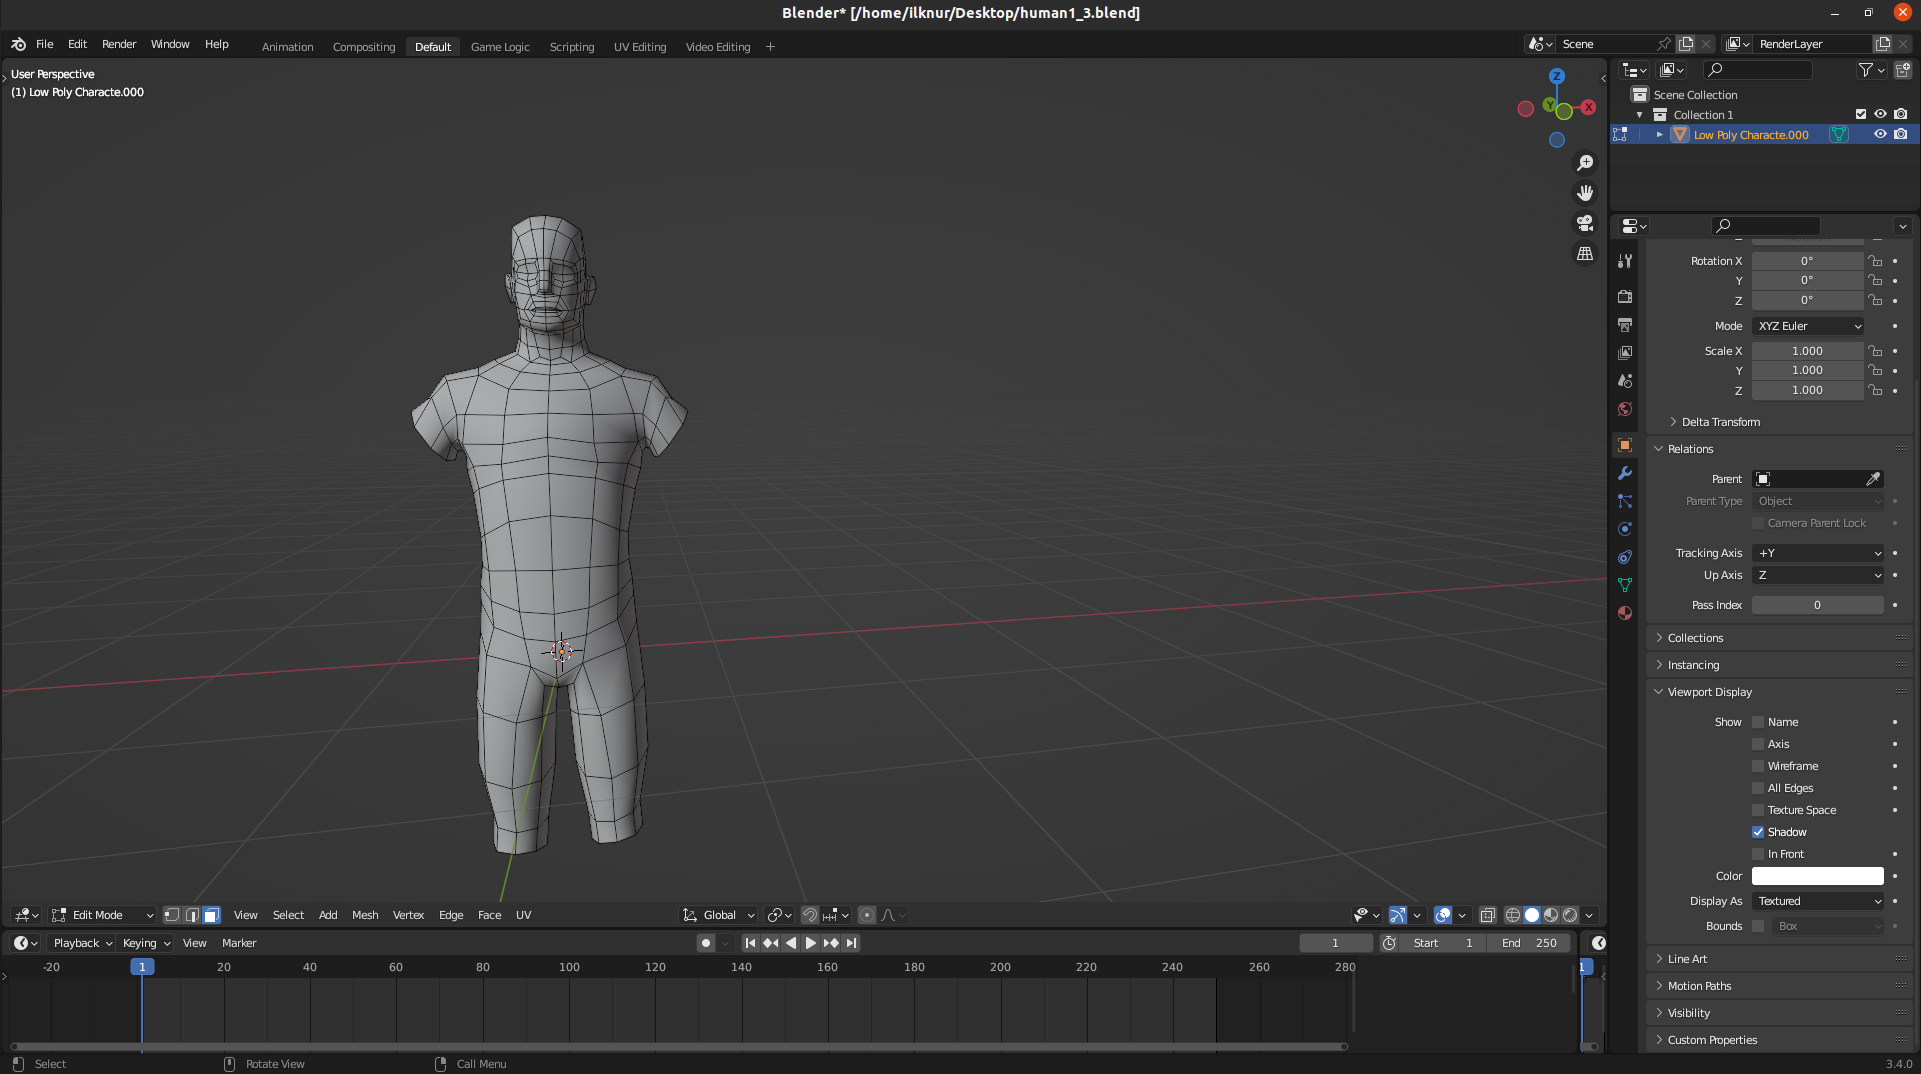 Blender* [/home/ilknur/Desktop/human1_3.blend]
File Edit Render Window Help Animation Compositing Default Game Logic Scripting UV Editing Video Editing + Scene RenderLayer
User Perspective
(1) Low Poly Characte.000
Z
Y X
Scene Collection
Collection 1
Low Poly Characte.000
Rotation X 0°
Y 0°
Z 0°
Mode XYZ Euler
Scale X 1.000
Y 1.000
Z 1.000
Delta Transform
Relations
Parent
Parent Type Object
Camera Parent Lock
Tracking Axis +Y
Up Axis Z
Pass Index 0
Collections
Instancing
Viewport Display
Show Name
Axis
Wireframe
All Edges
Texture Space
Shadow
In Front
Color
Display As Textured
Bounds Box
Line Art
Motion Paths
Visibility
Custom Properties
Edit Mode View Select Add Mesh Vertex Edge Face UV Global
Playback Keying View Marker 1 Start 1 End 250
-20 1 20 40 60 80 100 120 140 160 180 200 220 240 260 280 1
Select Rotate View Call Menu 3.4.0